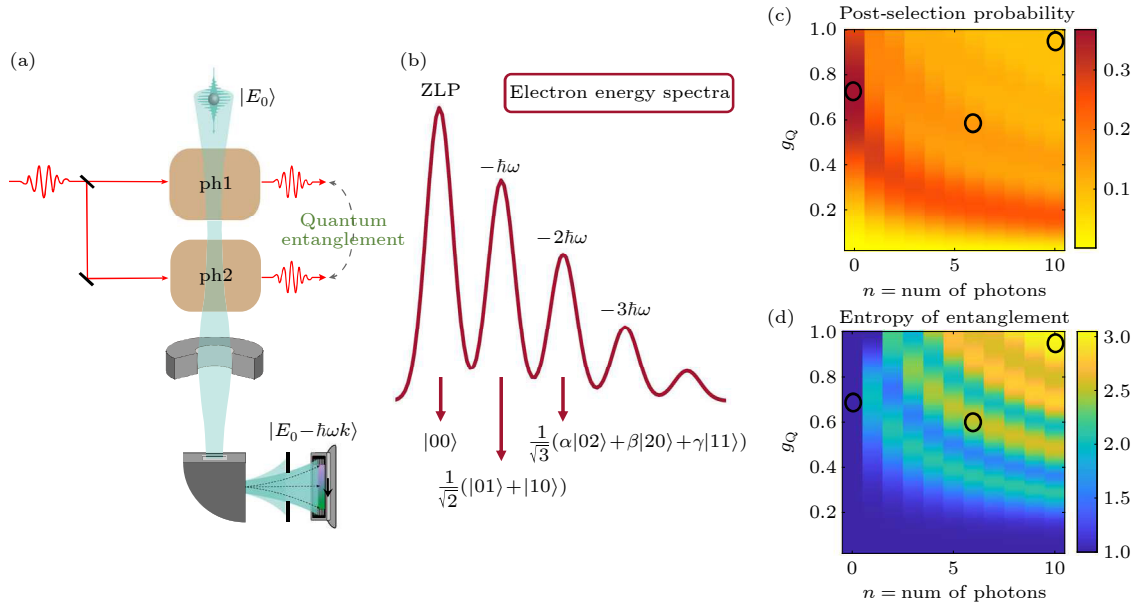 (a)
|E₀⟩
ph1
Quantum
entanglement
ph2
|E₀−ℏωk⟩
(b)
Electron energy spectra
ZLP
−ℏω
−2ℏω
−3ℏω
|00⟩
1/√2(|01⟩+|10⟩)
1/√3(α|02⟩+β|20⟩+γ|11⟩)
(c)
Post-selection probability
1.0
0.8
0.6
0.4
0.2
g_Q
0
5
10
n = num of photons
0.3
0.2
0.1
(d)
Entropy of entanglement
1.0
0.8
0.6
0.4
0.2
g_Q
0
5
10
n = num of photons
3.0
2.5
2.0
1.5
1.0